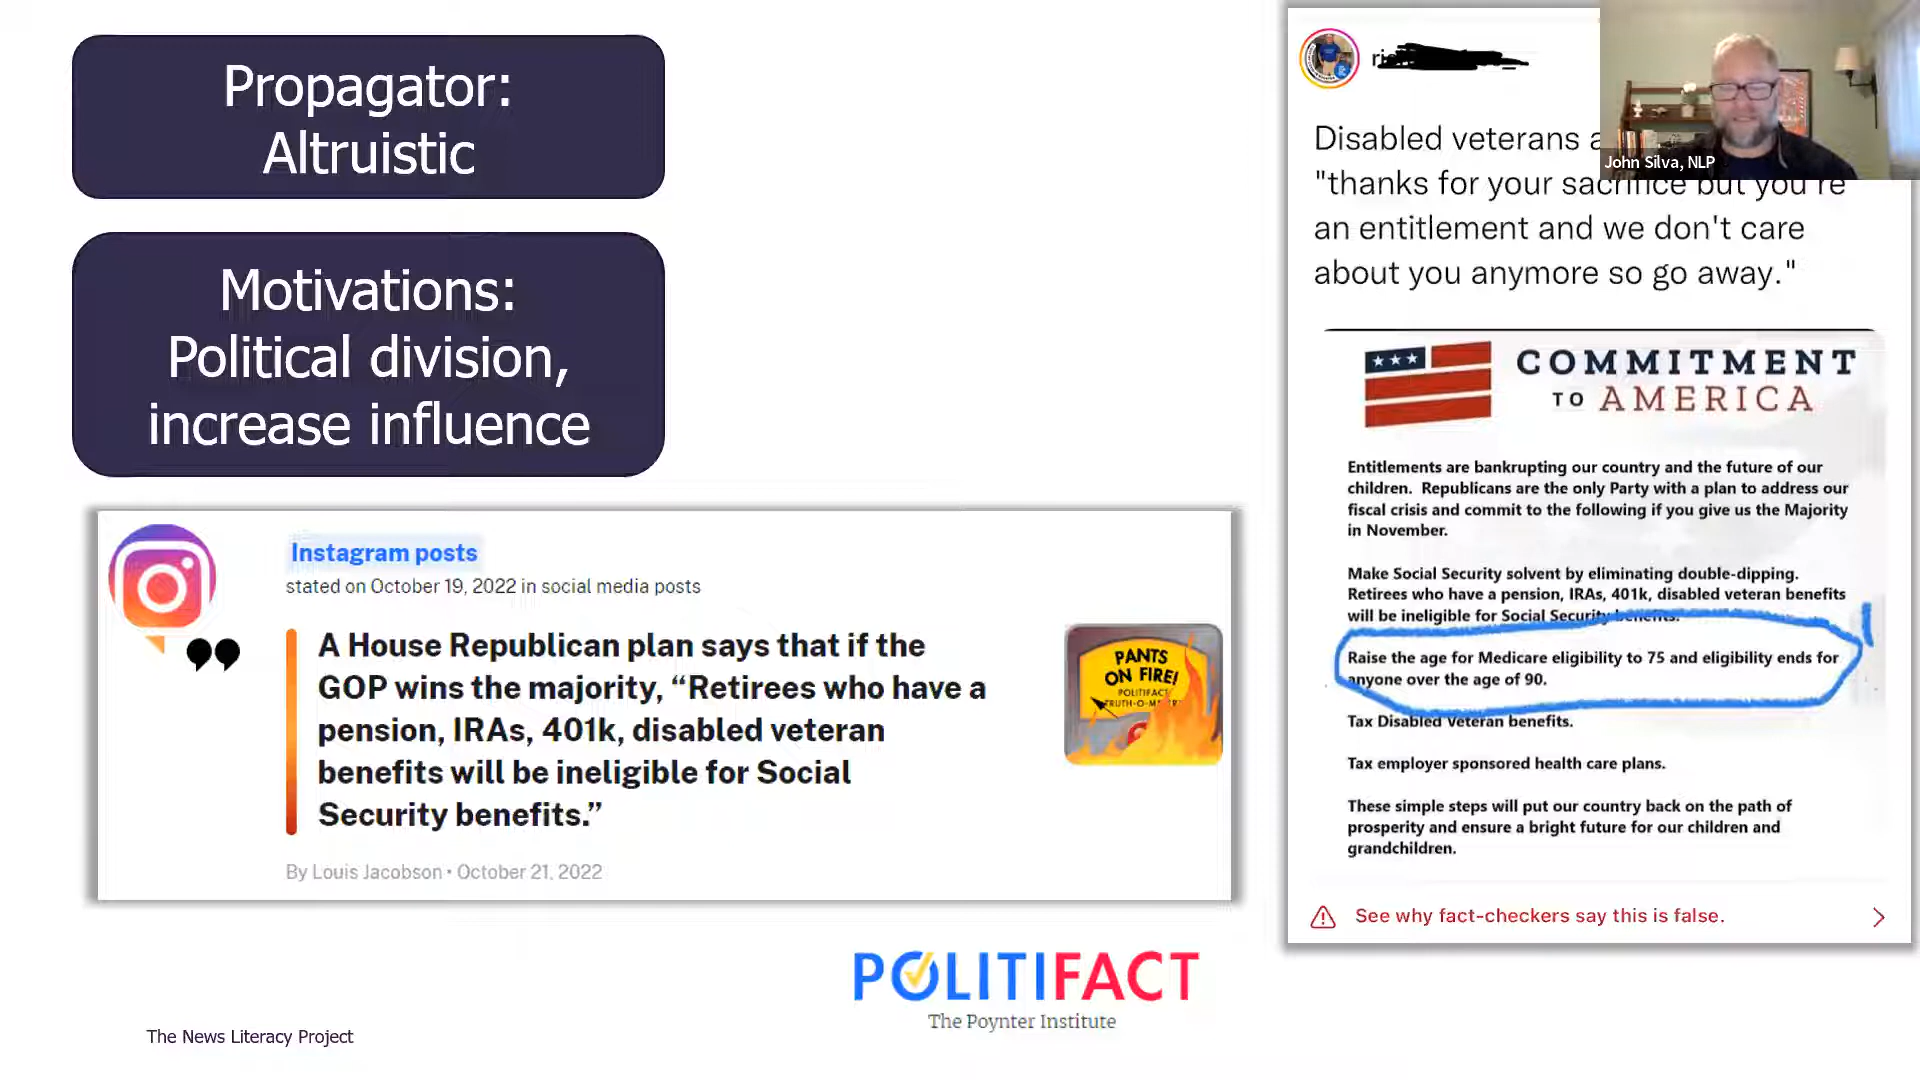 Propagator:
Altruistic
Motivations:
Political division,
increase influence
Instagram posts
stated on October 19, 2022 in social media posts
A House Republican plan says that if the
GOP wins the majority, “Retirees who have a
pension, IRAs, 401k, disabled veteran
benefits will be ineligible for Social
Security benefits.”
By Louis Jacobson • October 21, 2022
PANTS
ON FIRE!
POLITIFACT
TRUTH-O-METER
POLITIFACT
The Poynter Institute
The News Literacy Project
John Silva, NLP
Disabled veterans
"thanks for your sacrifice but you're
an entitlement and we don't care
about you anymore so go away."
COMMITMENT
TO AMERICA
Entitlements are bankrupting our country and the future of our
children. Republicans are the only Party with a plan to address our
fiscal crisis and commit to the following if you give us the Majority
in November.
Make Social Security solvent by eliminating double-dipping.
Retirees who have a pension, IRAs, 401k, disabled veteran benefits
will be ineligible for Social Security benefits.
Raise the age for Medicare eligibility to 75 and eligibility ends for
anyone over the age of 90.
Tax Disabled Veteran benefits.
Tax employer sponsored health care plans.
These simple steps will put our country back on the path of
prosperity and ensure a bright future for our children and
grandchildren.
See why fact-checkers say this is false.